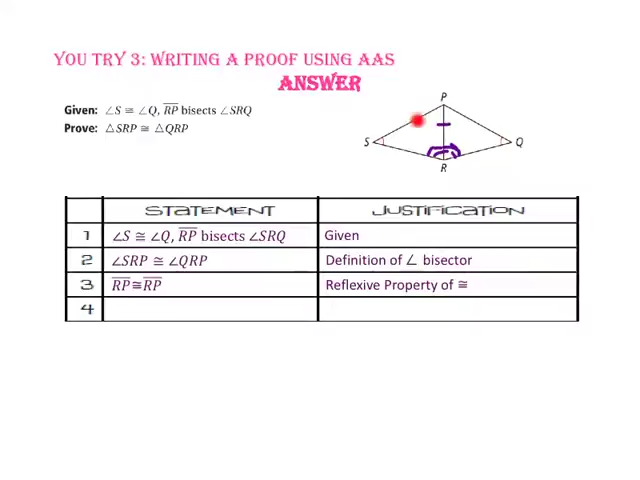 YOU TRY 3: WRITING A PROOF USING AAS
ANSWER
Given: ∠S ≅ ∠Q, RP bisects ∠SRQ
Prove: △SRP ≅ △QRP
P
S
Q
R
STATEMENT JUSTIFICATION
1 ∠S ≅ ∠Q, RP bisects ∠SRQ Given
2 ∠SRP ≅ ∠QRP Definition of ∠ bisector
3 RP≅RP Reflexive Property of ≅
4